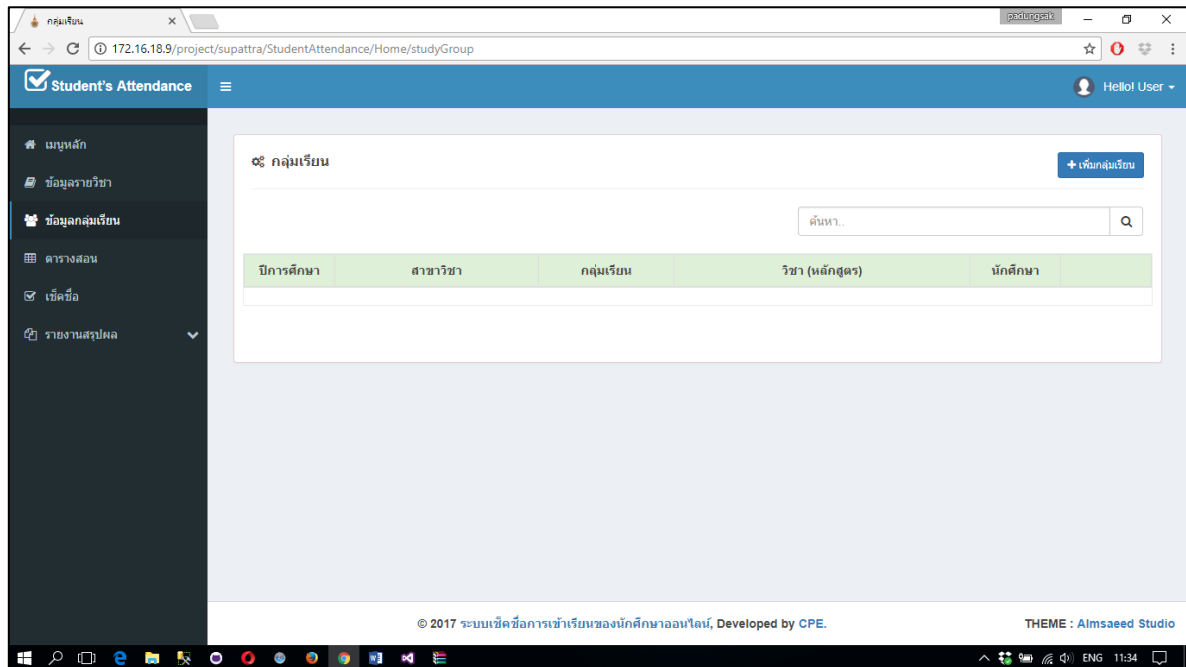 กลุ่มเรียน
padungsak
172.16.18.9/project/supattra/StudentAttendance/Home/studyGroup
Student's Attendance
Hello! User
เมนูหลัก
ข้อมูลรายวิชา
ข้อมูลกลุ่มเรียน
ตารางสอน
เช็คชื่อ
รายงานสรุปผล
กลุ่มเรียน
เพิ่มกลุ่มเรียน
ค้นหา..
ปีการศึกษา สาขาวิชา กลุ่มเรียน วิชา (หลักสูตร) นักศึกษา
© 2017 ระบบเช็คชื่อการเข้าเรียนของนักศึกษาออนไลน์, Developed by CPE.
THEME : Almsaeed Studio
ENG 11:34